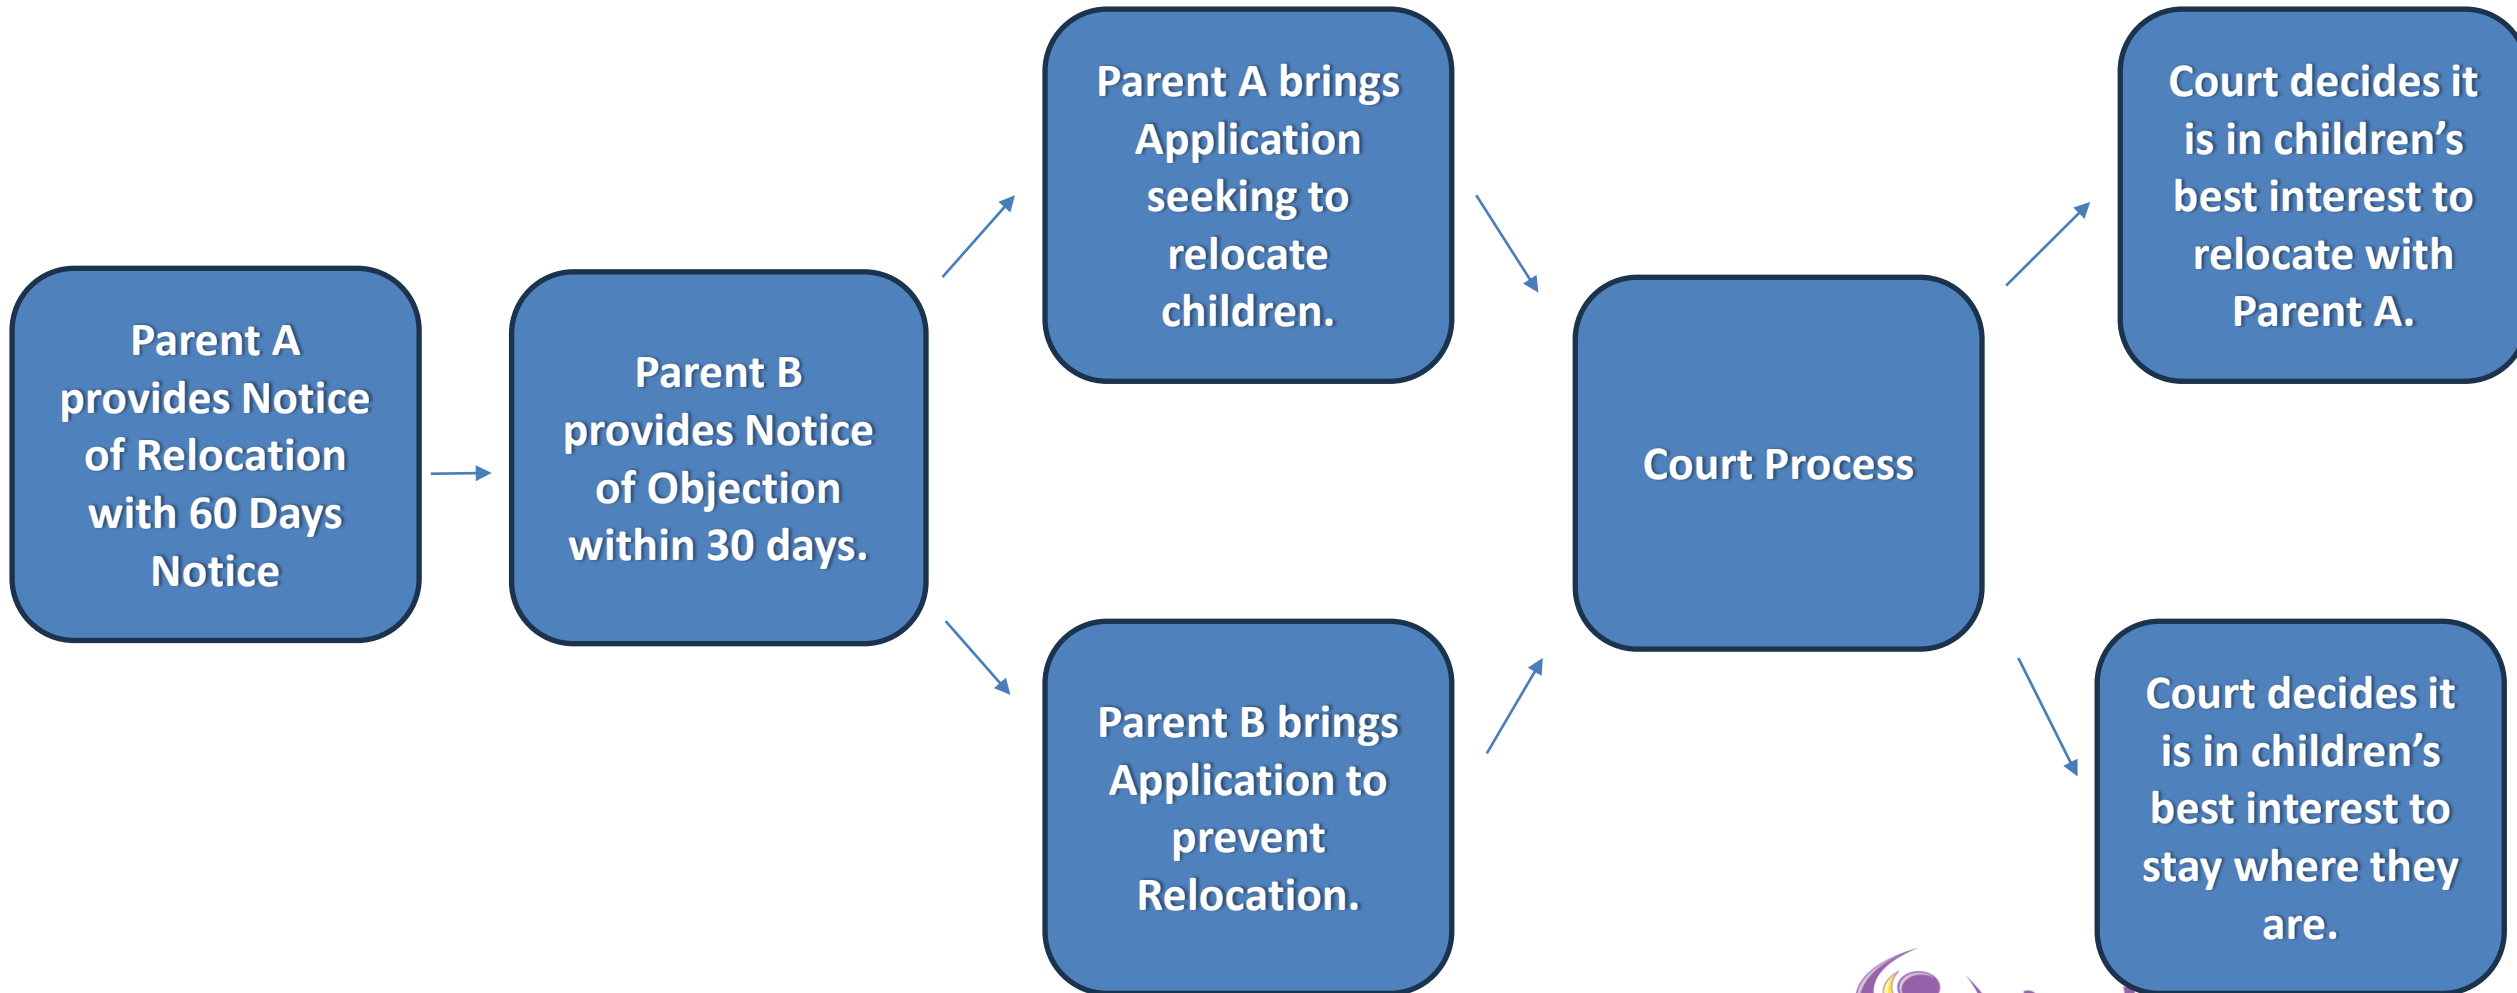 Parent A
provides Notice
of Relocation
with 60 Days
Notice
Parent B
provides Notice
of Objection
within 30 days.
Parent A brings
Application
seeking to
relocate
children.
Parent B brings
Application to
prevent
Relocation.
Court Process
Court decides it
is in children’s
best interest to
relocate with
Parent A.
Court decides it
is in children’s
best interest to
stay where they
are.